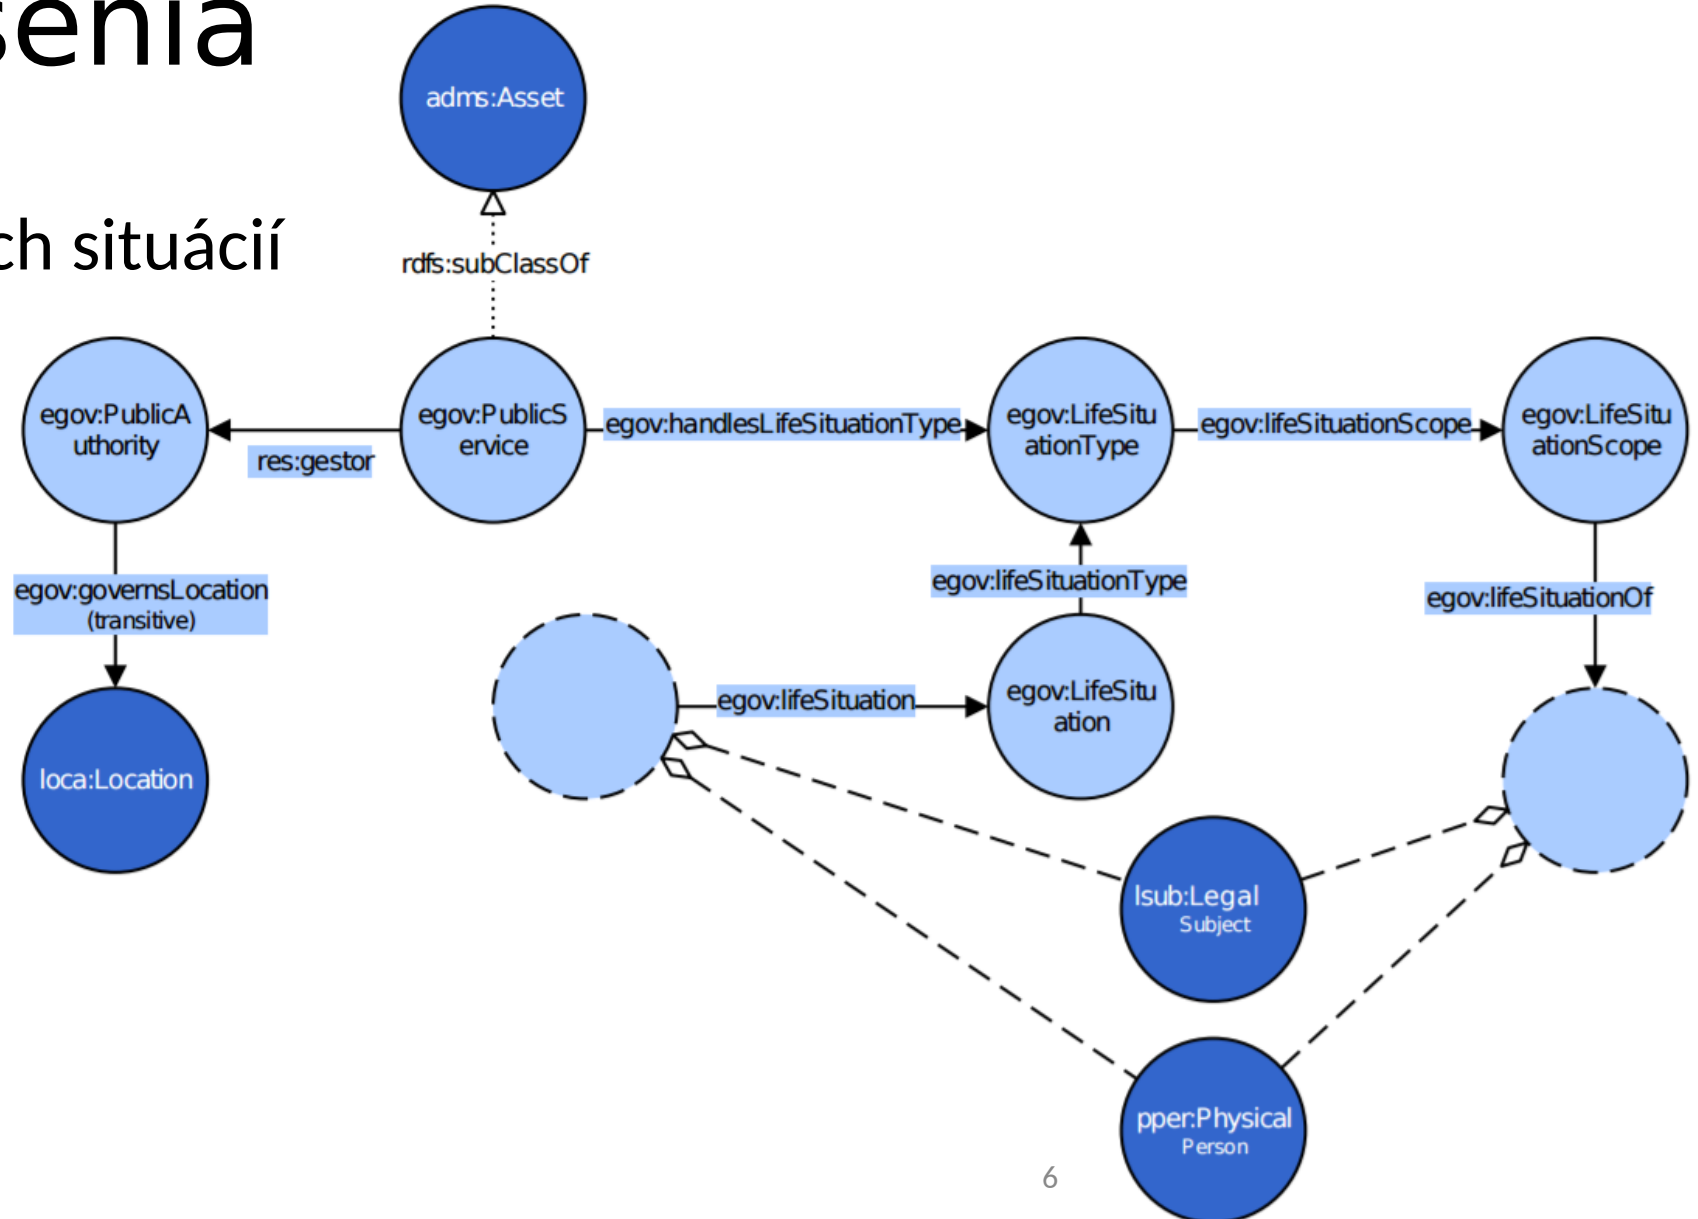 senia
adms:Asset
ch situácií
rdfs:subClassOf
egov:PublicA
uthority
res:gestor
egov:PublicS
ervice
egov:handlesLifeSituationType
egov:LifeSitu
ationType
egov:lifeSituationScope
egov:LifeSitu
ationScope
egov:governsLocation
(transitive)
egov:lifeSituationType
egov:lifeSituationOf
egov:lifeSituation
egov:LifeSitu
ation
loca:Location
lsub:Legal
Subject
pper:Physical
Person
6